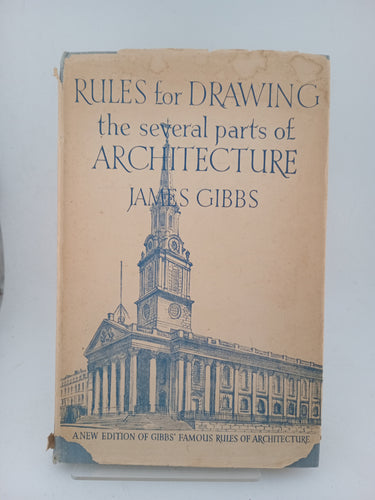 RULES for DRAWING
the several parts of
ARCHITECTURE
JAMES GIBBS
A NEW EDITION OF GIBBS' FAMOUS RULES OF ARCHITECTURE